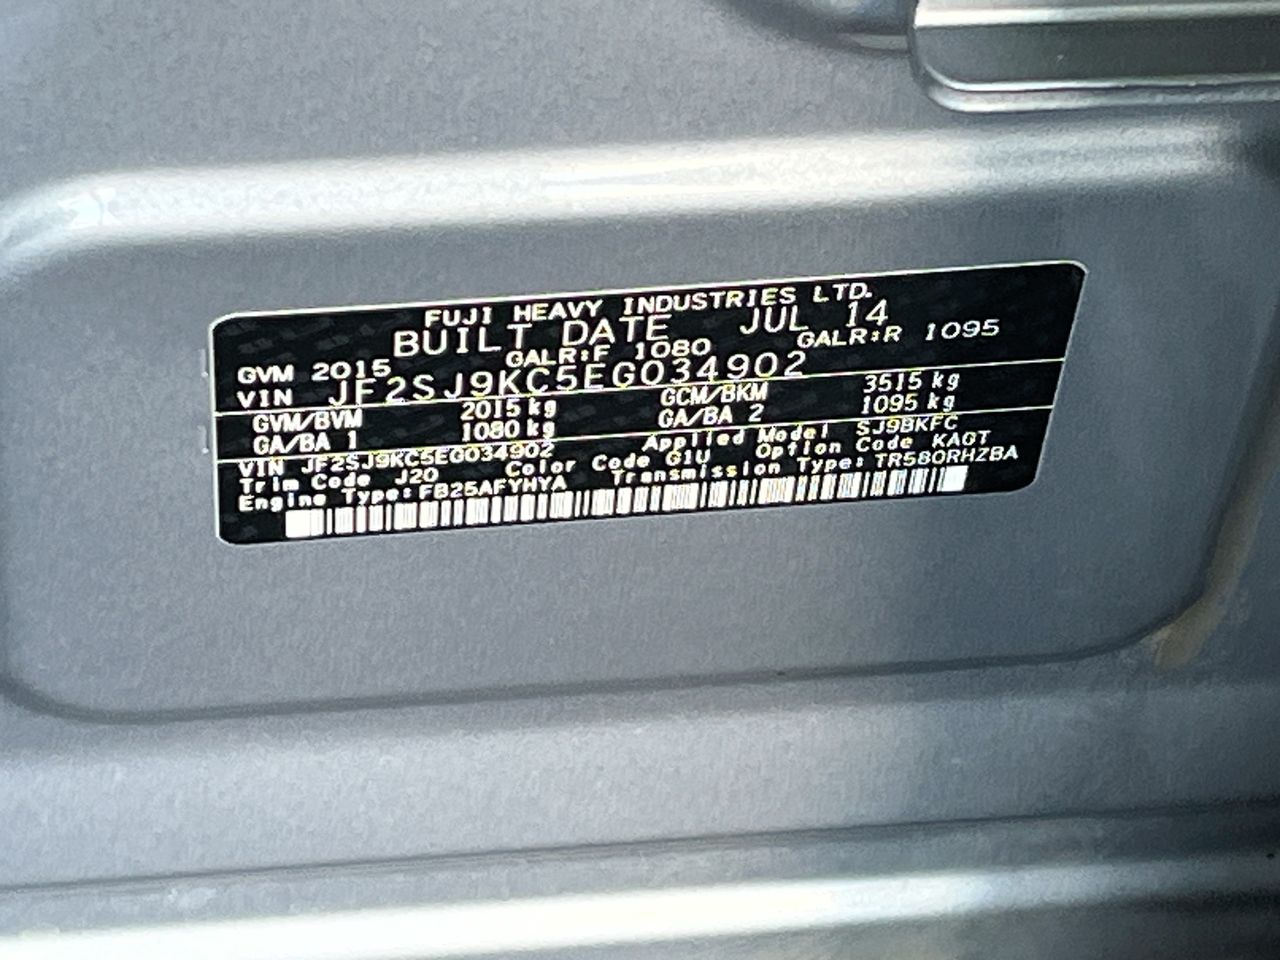 FUJI HEAVY INDUSTRIES LTD.
BUILT DATE JUL 14
GVM 2015 GALR:F 1080 GALR:R 1095
VIN JF2SJ9KC5EG034902
GVM/BVM 2015 kg GCM/BKM 3515 kg
GA/BA 1 1080 kg GA/BA 2 1095 kg
VIN JF2SJ9KC5EG034902 Applied Model SJ9BKFC
Trim Code J20 Color Code G1U Option Code KAGT
Engine Type: FB25AFYHYA Transmission Type: TR580RHZBA